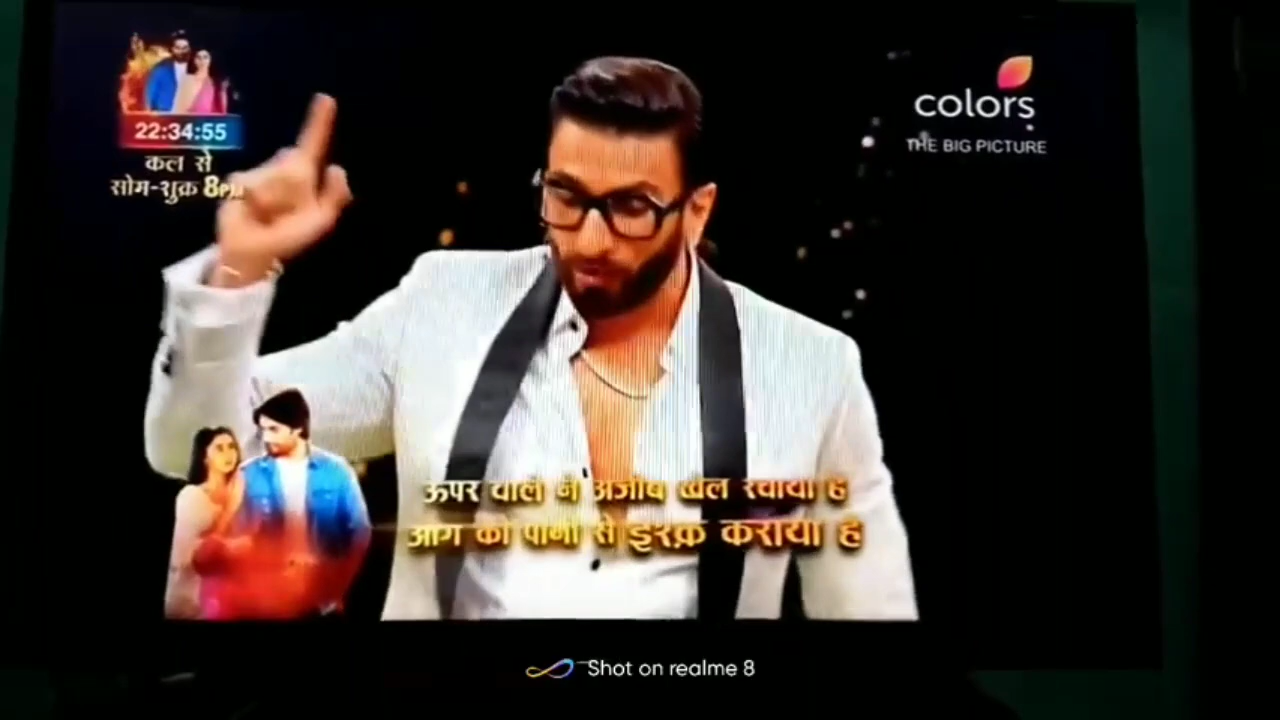 22:34:55
कल से
सोम-शुक्र 8PM
colors
THE BIG PICTURE
ऊपर वाले ने अजीब खेल रचाया है
आग को पानी से इश्क़ कराया है
Shot on realme 8